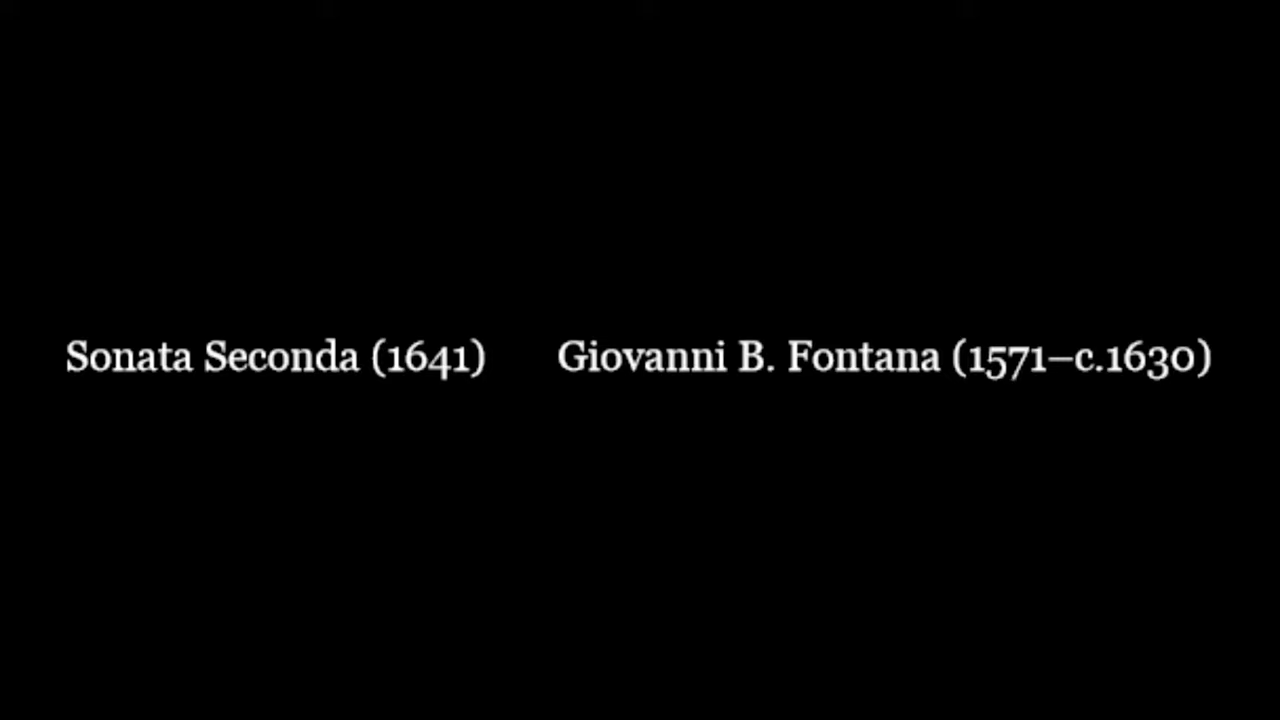 Sonata Seconda (1641) Giovanni B. Fontana (1571–c.1630)